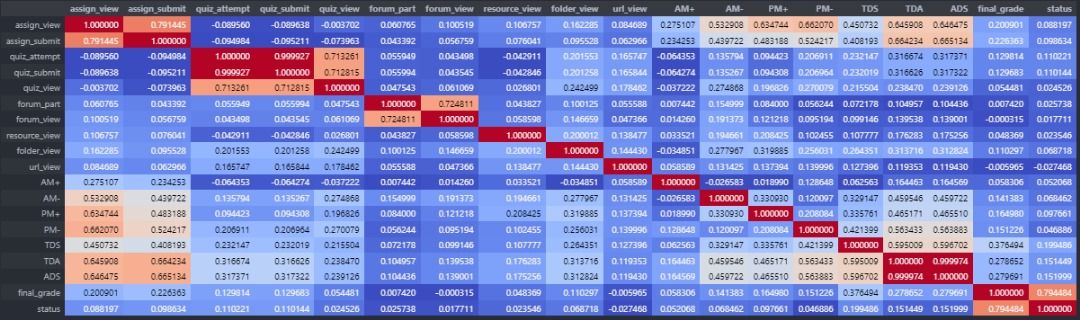 assign_view assign_submit quiz_attempt quiz_submit quiz_view forum_part forum_view resource_view folder_view url_view AM+ AM- PM+ PM- TDS TDA ADS final_grade status
assign_view 1.000000 0.791445 -0.089560 -0.089638 -0.003702 0.060765 0.100519 0.106757 0.162285 0.084689 0.275107 0.532908 0.634744 0.662070 0.450732 0.645908 0.646475 0.200901 0.088197
assign_submit 0.791445 1.000000 -0.094984 -0.095211 -0.073963 0.043392 0.056759 0.076041 0.095528 0.062966 0.234253 0.439722 0.483188 0.524217 0.408193 0.664234 0.665134 0.226363 0.098634
quiz_attempt -0.089560 -0.094984 1.000000 0.999927 0.713261 0.055949 0.043498 -0.042911 0.201553 0.165747 -0.064353 0.135794 0.094423 0.206911 0.232147 0.316674 0.317371 0.129814 0.110221
quiz_submit -0.089638 -0.095211 0.999927 1.000000 0.712815 0.055994 0.043545 -0.042846 0.201258 0.165844 -0.064274 0.135267 0.094308 0.206964 0.232019 0.316626 0.317322 0.129683 0.110144
quiz_view -0.003702 -0.073963 0.713261 0.712815 1.000000 0.047543 0.061069 0.026801 0.242499 0.178462 -0.037222 0.274868 0.196826 0.270079 0.215504 0.238470 0.239126 0.054481 0.024526
forum_part 0.060765 0.043392 0.055949 0.055994 0.047543 1.000000 0.724811 0.043827 0.100125 0.055588 0.007442 0.154999 0.084000 0.056244 0.072178 0.104957 0.104436 0.007420 0.025738
forum_view 0.100519 0.056759 0.043498 0.043545 0.061069 0.724811 1.000000 0.058598 0.146659 0.047366 0.014260 0.191373 0.121218 0.095194 0.099146 0.139538 0.139001 -0.000315 0.017711
resource_view 0.106757 0.076041 -0.042911 -0.042846 0.026801 0.043827 0.058598 1.000000 0.200012 0.138477 0.033521 0.194661 0.208425 0.102455 0.107777 0.176283 0.175256 0.048369 0.023546
folder_view 0.162285 0.095528 0.201553 0.201258 0.242499 0.100125 0.146659 0.200012 1.000000 0.144430 -0.034851 0.277967 0.319885 0.256031 0.264351 0.313716 0.312824 0.110297 0.068718
url_view 0.084689 0.062966 0.165747 0.165844 0.178462 0.055588 0.047366 0.138477 0.144430 1.000000 0.058589 0.131425 0.137394 0.139996 0.127396 0.119353 0.119430 -0.005965 -0.027468
AM+ 0.275107 0.234253 -0.064353 -0.064274 -0.037222 0.007442 0.014260 0.033521 -0.034851 0.058589 1.000000 -0.026583 0.018990 0.128648 0.062563 0.164463 0.164569 0.058306 0.052068
AM- 0.532908 0.439722 0.135794 0.135267 0.274868 0.154999 0.191373 0.194661 0.277967 0.131425 -0.026583 1.000000 0.330930 0.120097 0.329147 0.459546 0.459722 0.141383 0.068462
PM+ 0.634744 0.483188 0.094423 0.094308 0.196826 0.084000 0.121218 0.208425 0.319885 0.137394 0.018990 0.330930 1.000000 0.208084 0.335761 0.465171 0.465510 0.164980 0.097661
PM- 0.662070 0.524217 0.206911 0.206964 0.270079 0.056244 0.095194 0.102455 0.256031 0.139996 0.128648 0.120097 0.208084 1.000000 0.421399 0.563433 0.563883 0.151226 0.046886
TDS 0.450732 0.408193 0.232147 0.232019 0.215504 0.072178 0.099146 0.107777 0.264351 0.127396 0.062563 0.329147 0.335761 0.421399 1.000000 0.595009 0.596702 0.376494 0.199486
TDA 0.645908 0.664234 0.316674 0.316626 0.238470 0.104957 0.139538 0.176283 0.313716 0.119353 0.164463 0.459546 0.465171 0.563433 0.595009 1.000000 0.999974 0.278652 0.151449
ADS 0.646475 0.665134 0.317371 0.317322 0.239126 0.104436 0.139001 0.175256 0.312824 0.119430 0.164569 0.459722 0.465510 0.563883 0.596702 0.999974 1.000000 0.279691 0.151999
final_grade 0.200901 0.226363 0.129814 0.129683 0.054481 0.007420 -0.000315 0.048369 0.110297 -0.005965 0.058306 0.141383 0.164980 0.151226 0.376494 0.278652 0.279691 1.000000 0.794484
status 0.088197 0.098634 0.110221 0.110144 0.024526 0.025738 0.017711 0.023546 0.068718 -0.027468 0.052068 0.068462 0.097661 0.046886 0.199486 0.151449 0.151999 0.794484 1.000000